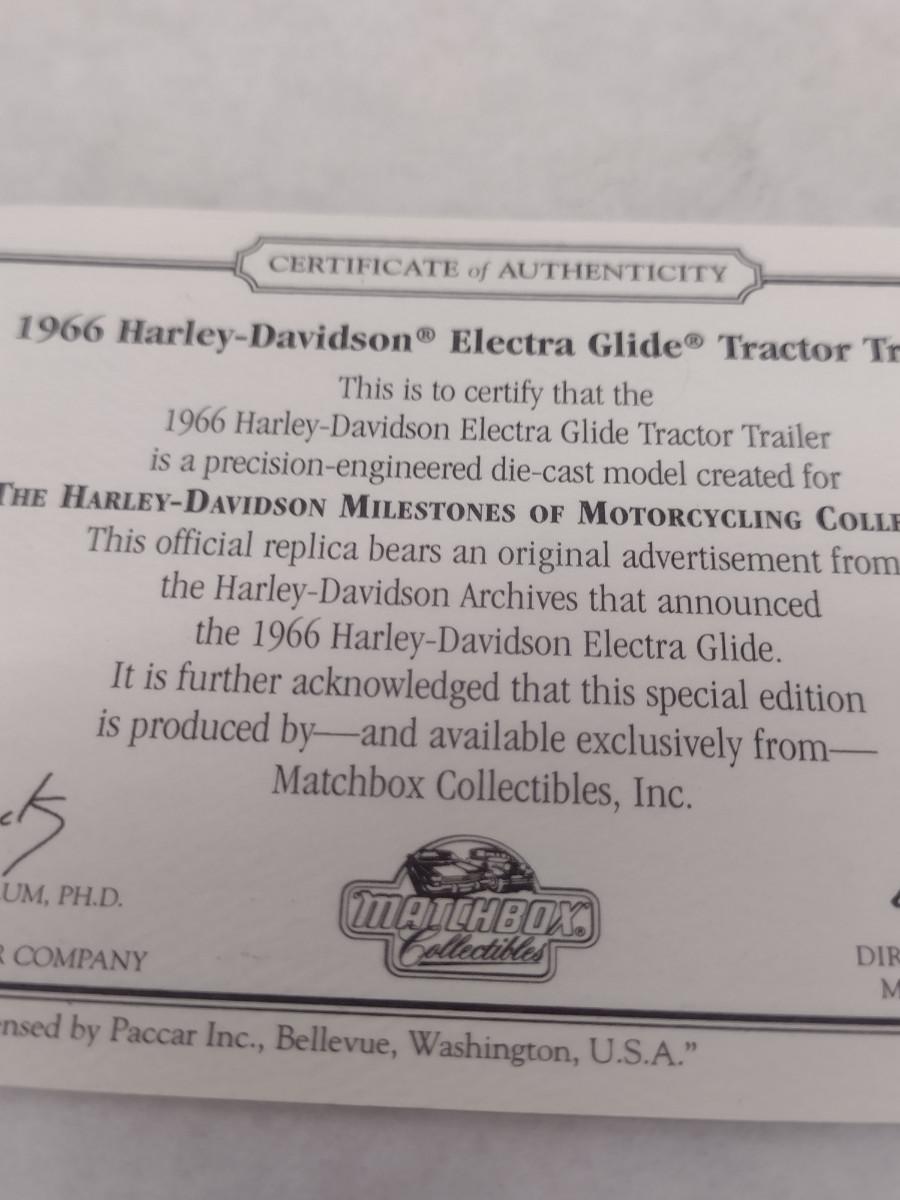 CERTIFICATE of AUTHENTICITY
1966 Harley-Davidson® Electra Glide® Tractor Tr
This is to certify that the
1966 Harley-Davidson Electra Glide Tractor Trailer
is a precision-engineered die-cast model created for
THE HARLEY-DAVIDSON MILESTONES OF MOTORCYCLING COLLE
This official replica bears an original advertisement from
the Harley-Davidson Archives that announced
the 1966 Harley-Davidson Electra Glide.
It is further acknowledged that this special edition
is produced by—and available exclusively from—
Matchbox Collectibles, Inc.
UM, PH.D.
R COMPANY
MATCHBOX®
Collectibles
DIR
M
ensed by Paccar Inc., Bellevue, Washington, U.S.A.”